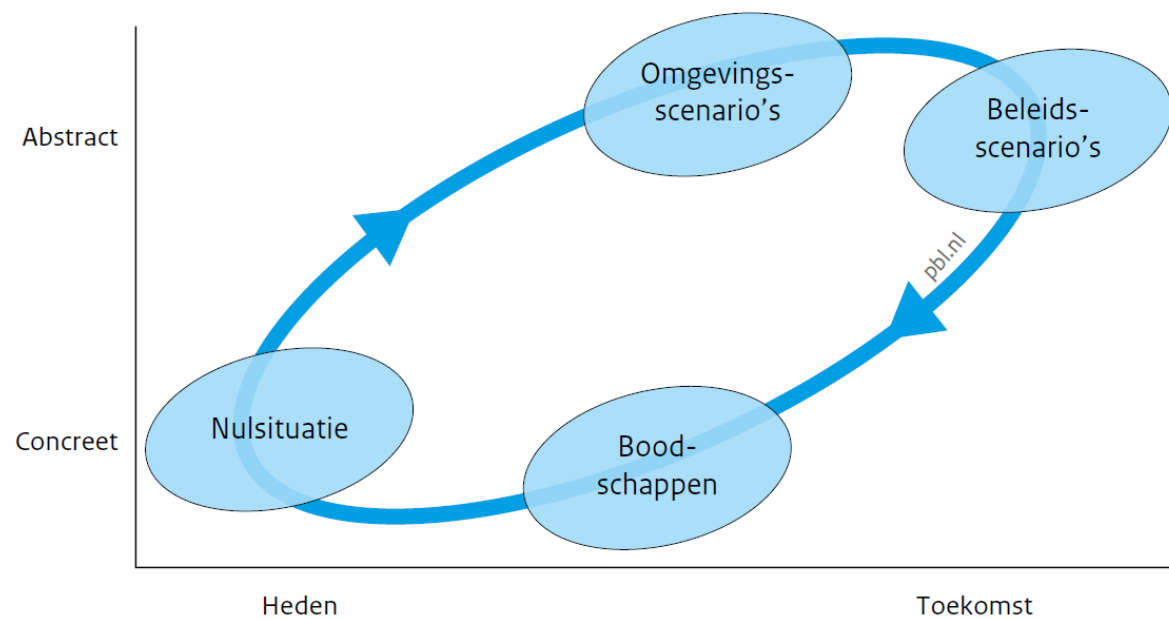 Omgevings-
scenario's
Beleids-
scenario's
Abstract
pbl.nl
Nulsituatie
Concreet
Bood-
schappen
Heden
Toekomst